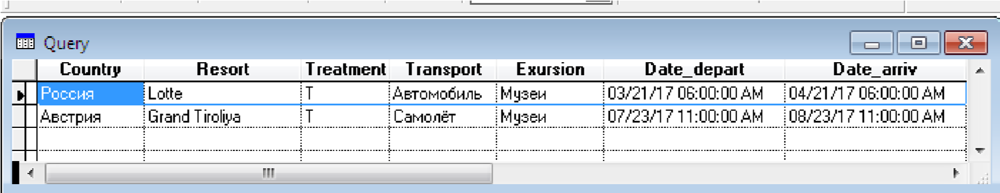 Query
Country Resort Treatment Transport Exursion Date_depart Date_arriv
Россия Lotte T Автомобиль Музеи 03/21/17 06:00:00 AM 04/21/17 06:00:00 AM
Австрия Grand Tiroliya T Самолёт Музеи 07/23/17 11:00:00 AM 08/23/17 11:00:00 AM